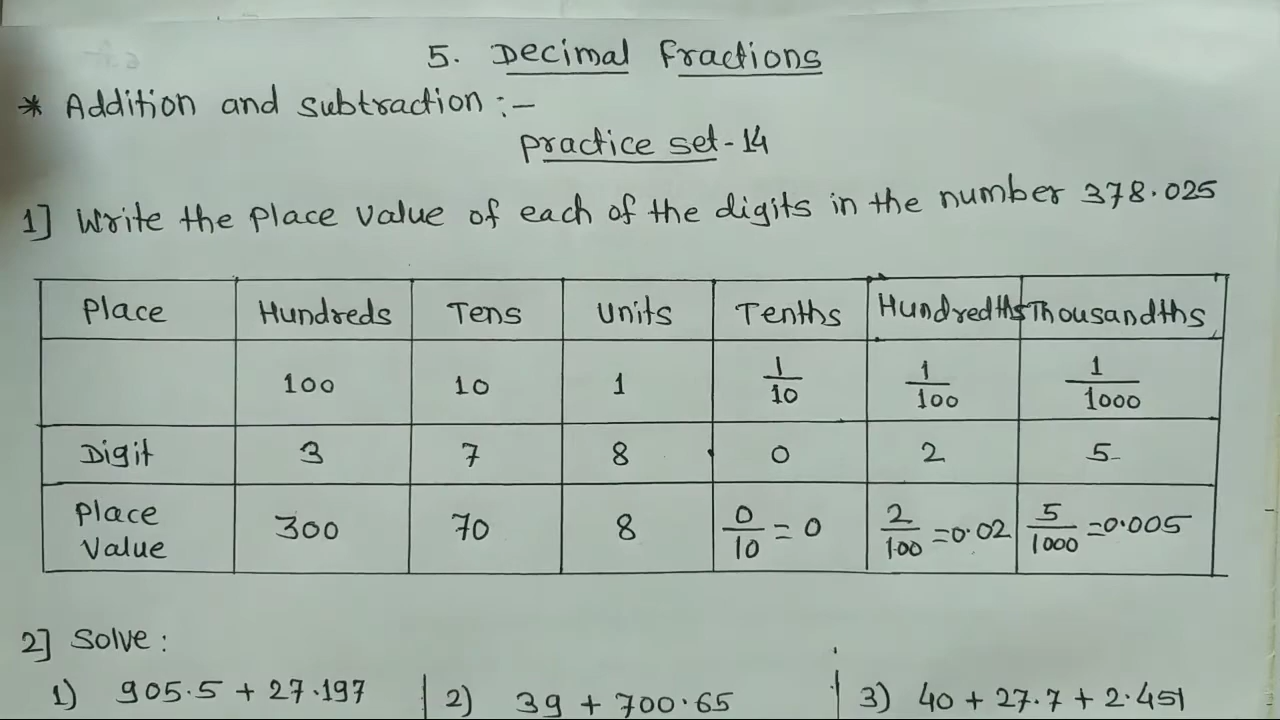 5. Decimal Fractions
* Addition and subtraction :-
Practice set - 14
1] Write the place value of each of the digits in the number 378.025
Place Hundreds Tens Units Tenths Hundredths Thousandths
100 10 1 1/10 1/100 1/1000
Digit 3 7 8 . 0 2 5
Place Value 300 70 8 0/10 = 0 2/100 = 0.02 5/1000 = 0.005
2] Solve :
1) 905.5 + 27.197 2) 39 + 700.65 3) 40 + 27.7 + 2.451